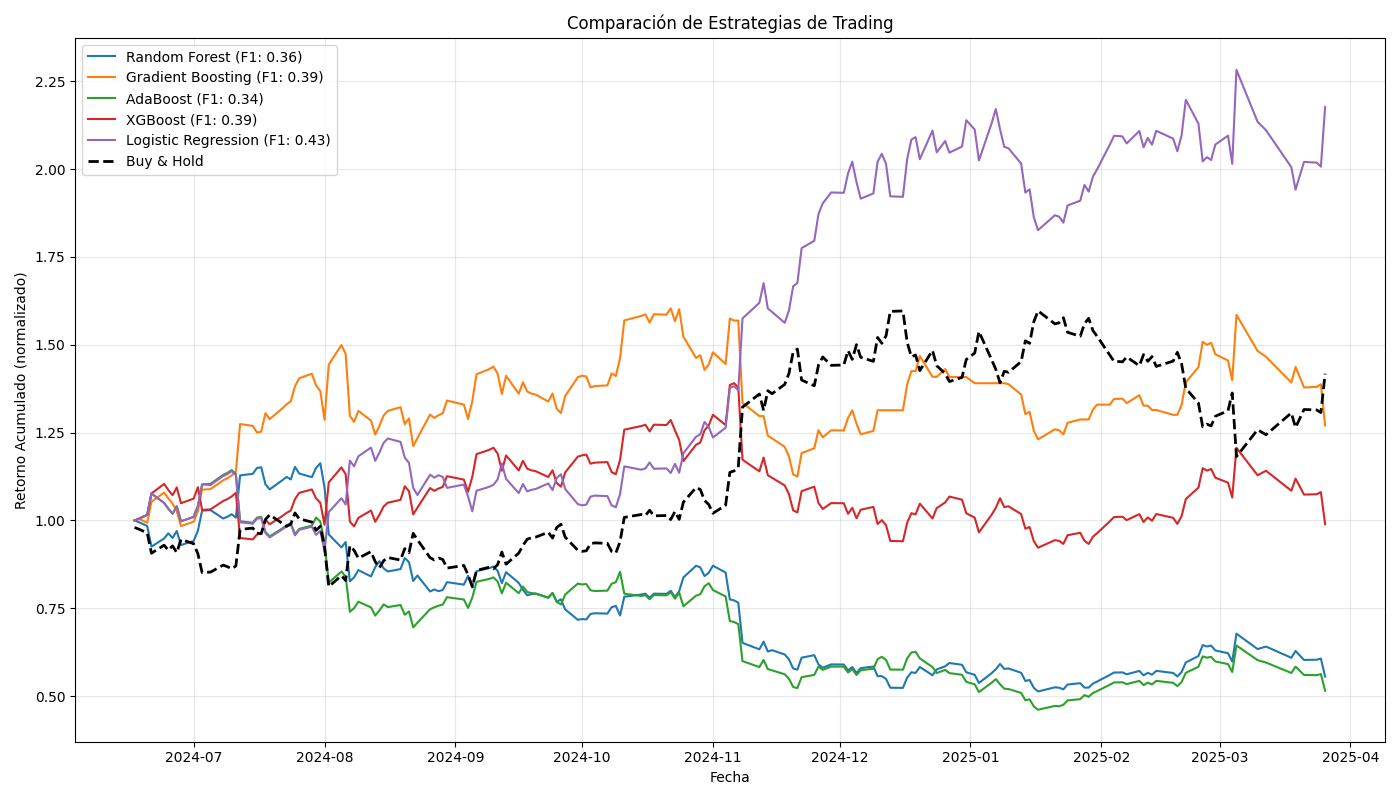 Comparación de Estrategias de Trading
Random Forest (F1: 0.36)
Gradient Boosting (F1: 0.39)
AdaBoost (F1: 0.34)
XGBoost (F1: 0.39)
Logistic Regression (F1: 0.43)
Buy & Hold
Retorno Acumulado (normalizado)
2.25
2.00
1.75
1.50
1.25
1.00
0.75
0.50
2024-07 2024-08 2024-09 2024-10 2024-11 2024-12 2025-01 2025-02 2025-03 2025-04
Fecha